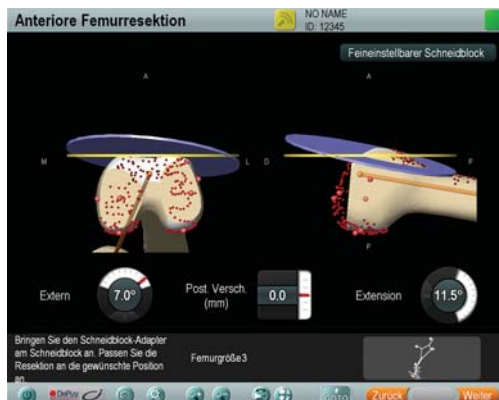 Anteriore Femurresektion
NO NAME
ID: 12345
Feineinstellbarer Schneidblock
A
A
M
L
D
P
P
Extern
7.0°
Post. Versch.
(mm)
0.0
Extension
11.5°
Bringen Sie den Schneidblock-Adapter
am Schneidblock an. Passen Sie die
Resektion an die gewünschte Position
an.
Femurgröße3
DePuy
Zurück
Weiter